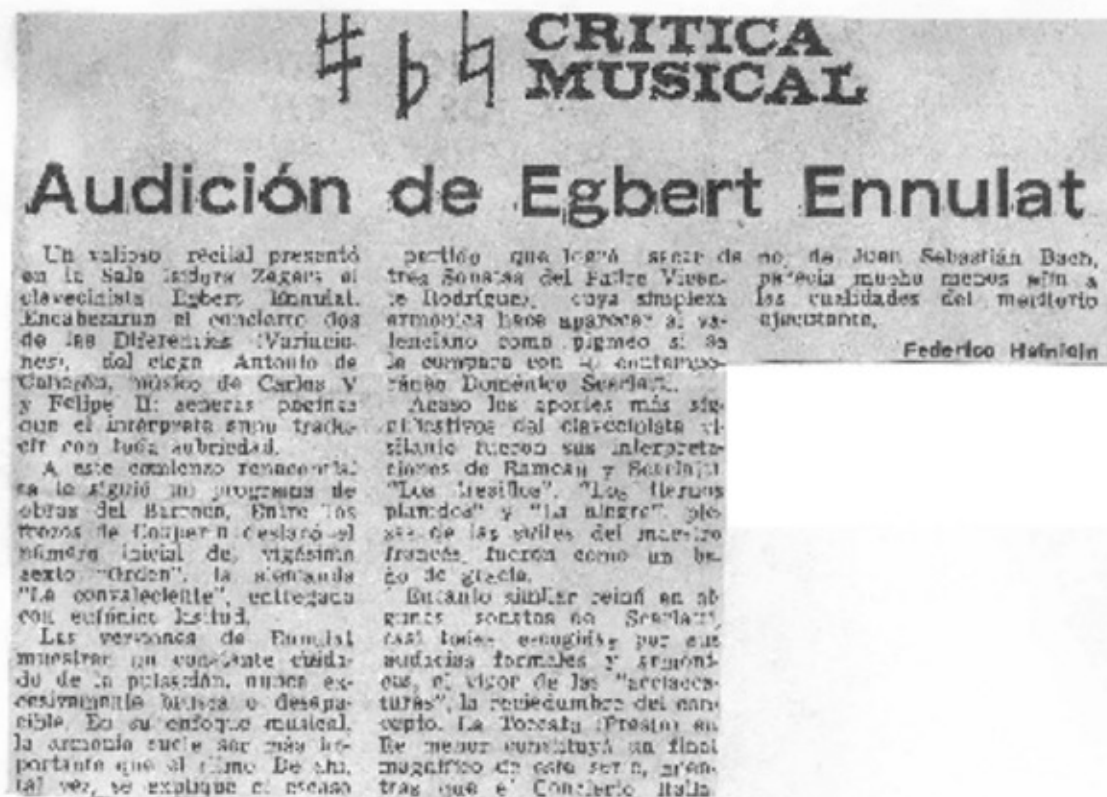 CRITICA
MUSICAL
Audición de Egbert Ennulat
Un valioso recital presentó
en la Sala Isidora Zegers el
clavecinista Egbert Ennulat.
Encabezaron el concierto dos
de las Diferencias (Variacio-
nes), del ciego Antonio de
Cabezón, músico de Carlos V
y Felipe II: señeras páginas
que el intérprete supo tradu-
cir con toda sobriedad.
A este comienzo renacentis-
ta le siguió un programa de
obras del Barroco. Entre los
trozos de Couperin destacó el
número inicial del vigésimo
sexto "Orden", la alemanda
"La convaleciente", entregada
con eufónica
Las versiones de Ennulat
muestran un constante cuida-
do de la pulsación, nunca ex-
cesivamente brusca o desapa-
cible. En su enfoque musical,
la armonía suele ser más im-
portante que el ritmo. De ahí,
tal vez, se explique el escaso
partido que logró sacar de
tres Sonatas del Padre Vicen-
te Rodríguez, cuya simpleza
armónica hace aparecer al va-
lenciano como pigmeo si se
le compara con su contempo-
ráneo Doménico Scarlatti.
Acaso los aportes más sig-
nificativos del clavecinista vi-
sitante fueron sus interpreta-
ciones de Rameau y Scarlatti.
"Los tresillos", "Los tiernos
plañidos" y "La alegre", pie-
zas de las suites del maestro
francés, fueron como un ba-
ño de gracia.
Encanto similar reinó en al-
gunas sonatas de Scarlatti,
casi todas escogidas por sus
audacias formales y armóni-
cas, el vigor de las "acciacca-
turas", la reciedumbre del con-
cepto. La Toccata (Presto) en
Re menor constituyó un final
magnífico de esta serie, mien-
tras que el Concierto Italia-
no, de Juan Sebastián Bach,
parecía mucho menos afín a
las cualidades del meritorio
ejecutante.
Federico Heinlein